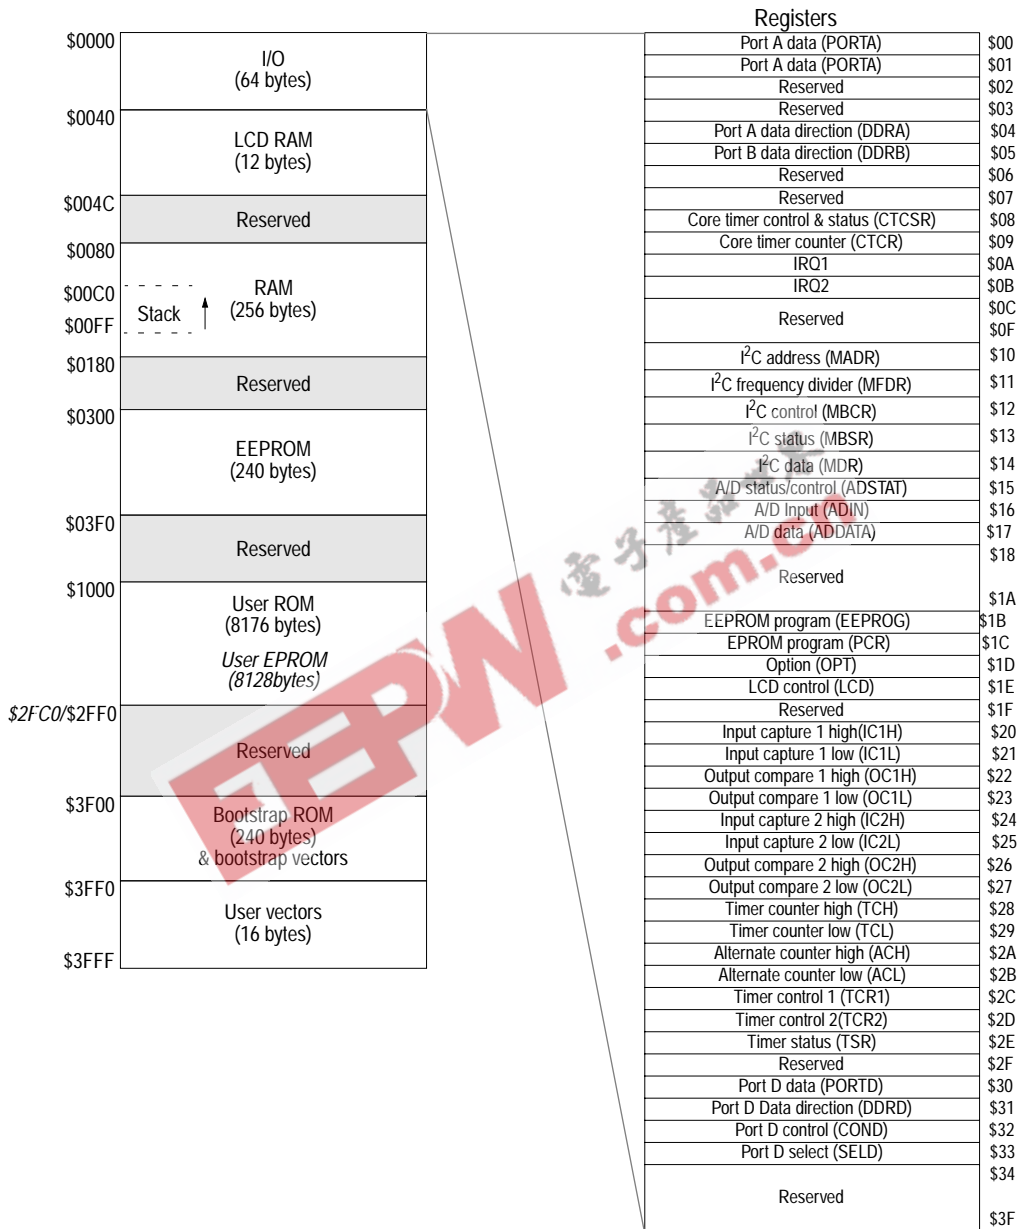 Registers
$0000
I/O
(64 bytes)
$0040
LCD RAM
(12 bytes)
$004C
Reserved
$0080
RAM
(256 bytes)
$00C0
Stack
$00FF
$0180
Reserved
$0300
EEPROM
(240 bytes)
$03F0
Reserved
$1000
User ROM
(8176 bytes)
User EPROM
(8128bytes)
$2FC0/$2FF0
Reserved
$3F00
Bootstrap ROM
(240 bytes)
& bootstrap vectors
$3FF0
User vectors
(16 bytes)
$3FFF
Port A data (PORTA) $00
Port A data (PORTA) $01
Reserved $02
Reserved $03
Port A data direction (DDRA) $04
Port B data direction (DDRB) $05
Reserved $06
Reserved $07
Core timer control & status (CTCSR) $08
Core timer counter (CTCR) $09
IRQ1 $0A
IRQ2 $0B
$0C
Reserved
$0F
I2C address (MADR) $10
I2C frequency divider (MFDR) $11
I2C control (MBCR) $12
I2C status (MBSR) $13
I2C data (MDR) $14
A/D status/control (ADSTAT) $15
A/D Input (ADIN) $16
A/D data (ADDATA) $17
$18
Reserved
$1A
EEPROM program (EEPROG) $1B
EPROM program (PCR) $1C
Option (OPT) $1D
LCD control (LCD) $1E
Reserved $1F
Input capture 1 high(IC1H) $20
Input capture 1 low (IC1L) $21
Output compare 1 high (OC1H) $22
Output compare 1 low (OC1L) $23
Input capture 2 high (IC2H) $24
Input capture 2 low (IC2L) $25
Output compare 2 high (OC2H) $26
Output compare 2 low (OC2L) $27
Timer counter high (TCH) $28
Timer counter low (TCL) $29
Alternate counter high (ACH) $2A
Alternate counter low (ACL) $2B
Timer control 1 (TCR1) $2C
Timer control 2(TCR2) $2D
Timer status (TSR) $2E
Reserved $2F
Port D data (PORTD) $30
Port D Data direction (DDRD) $31
Port D control (COND) $32
Port D select (SELD) $33
$34
Reserved
$3F
EEPW
電子產品世界
.com.cn